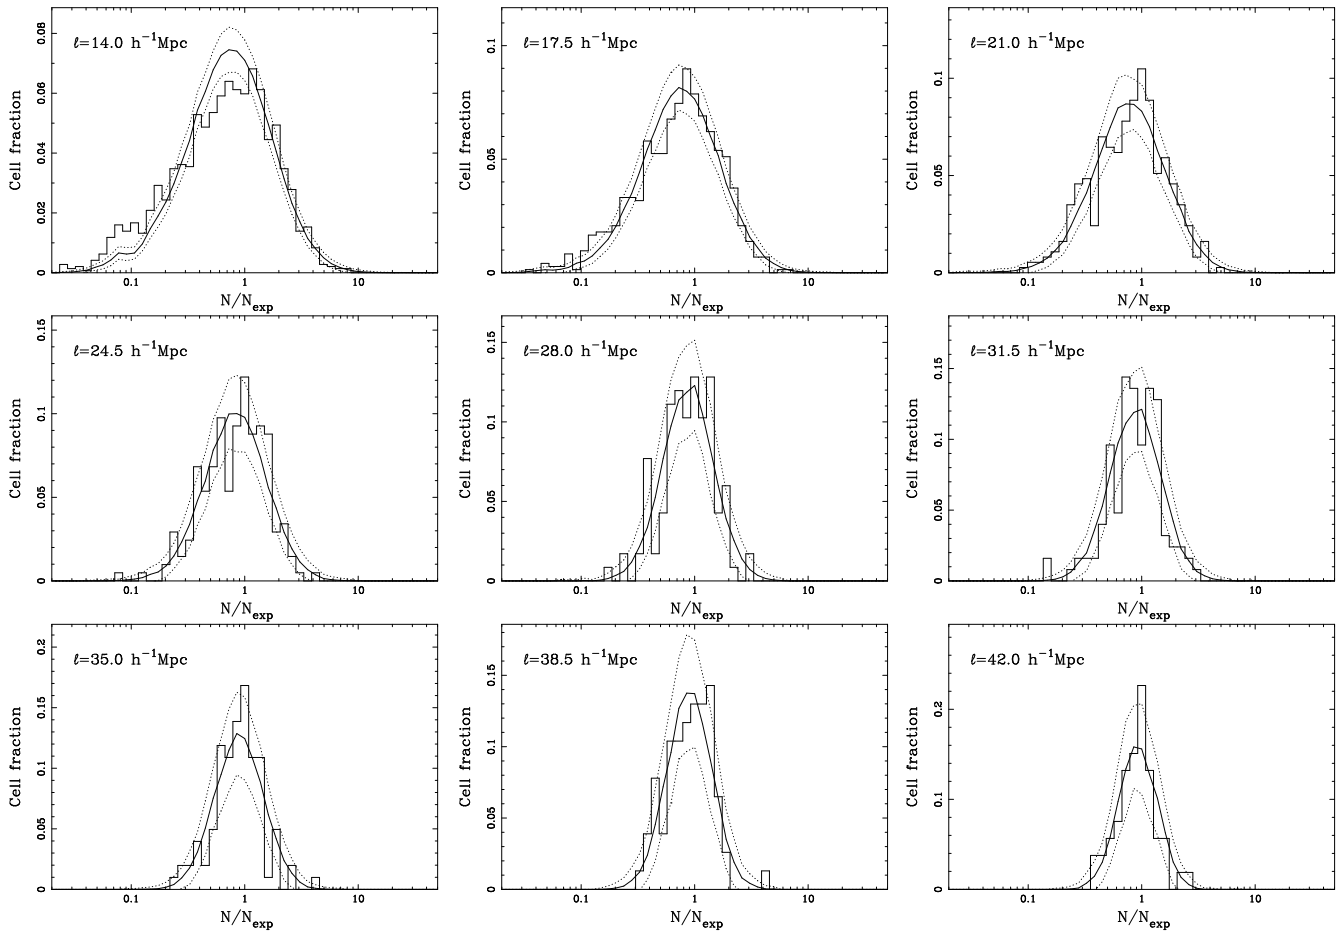 ℓ=14.0 h⁻¹Mpc
Cell fraction
0 0.02 0.04 0.06 0.08
0.1 1 10
N/N_exp
ℓ=17.5 h⁻¹Mpc
Cell fraction
0 0.05 0.1
0.1 1 10
N/N_exp
ℓ=21.0 h⁻¹Mpc
Cell fraction
0 0.05 0.1
0.1 1 10
N/N_exp
ℓ=24.5 h⁻¹Mpc
Cell fraction
0 0.05 0.1 0.15
0.1 1 10
N/N_exp
ℓ=28.0 h⁻¹Mpc
Cell fraction
0 0.05 0.1 0.15
0.1 1 10
N/N_exp
ℓ=31.5 h⁻¹Mpc
Cell fraction
0 0.05 0.1 0.15
0.1 1 10
N/N_exp
ℓ=35.0 h⁻¹Mpc
Cell fraction
0 0.05 0.1 0.15 0.2
0.1 1 10
N/N_exp
ℓ=38.5 h⁻¹Mpc
Cell fraction
0 0.05 0.1 0.15
0.1 1 10
N/N_exp
ℓ=42.0 h⁻¹Mpc
Cell fraction
0 0.1 0.2
0.1 1 10
N/N_exp